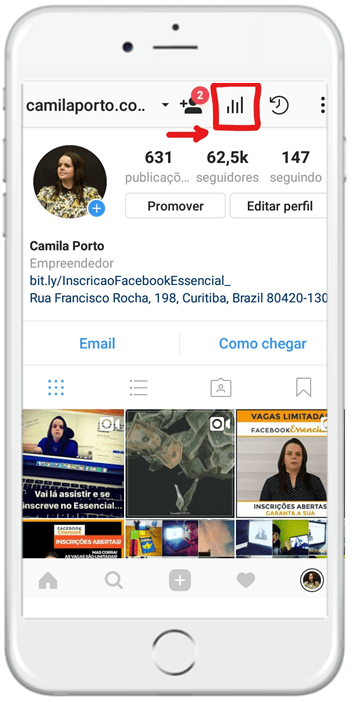 camilaporto.co..
2
631 62,5k 147
publicaçõ... seguidores seguindo
Promover Editar perfil
Camila Porto
Empreendedor
bit.ly/InscricaoFacebookEssencial_
Rua Francisco Rocha, 198, Curitiba, Brazil 80420-130
Email Como chegar
Vai lá assistir e se
inscreve no Essencial...
VAGAS LIMITADA
FACEBOOK Essencia
INSCRIÇÕES ABERTAS
GARANTA A SUA
FACEBOOK
Essencial
INSCRIÇÕES ABERTAS!
MAS CORRA!
AS VAGAS SÃO LIMITADAS!